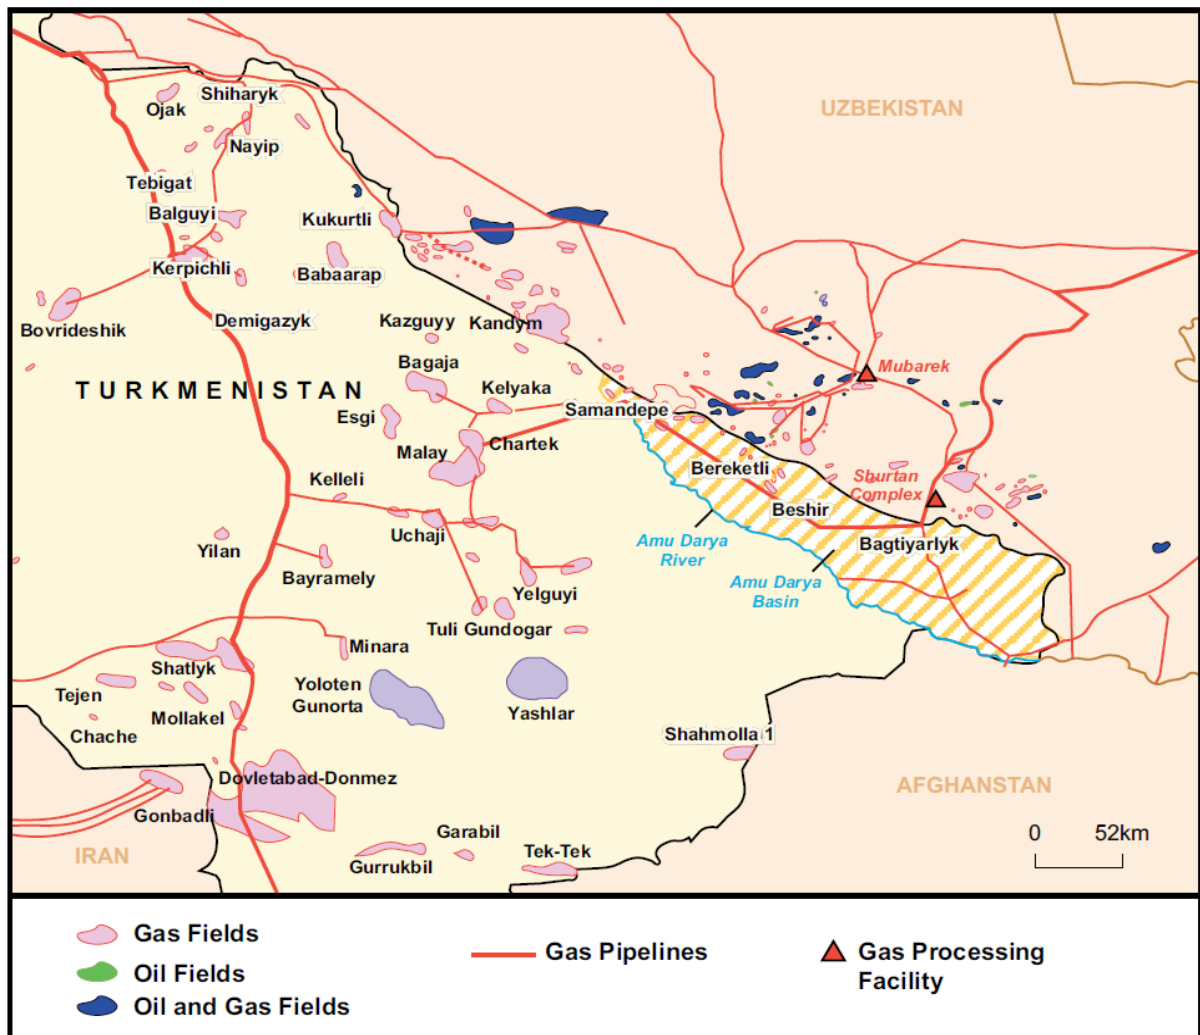 Shiharyk
Ojak
UZBEKISTAN
Nayip
Tebigat
Balguyi
Kukurtli
Kerpichli
Babaarap
Bovrideshik
Demigazyk
Kazguyy
Kandym
Bagaja
Mubarek
TURKMENISTAN
Kelyaka
Esgi
Samandepe
Chartek
Malay
Bereketli
Shurtan
Complex
Kelleli
Beshir
Uchaji
Amu Darya
River
Bagtiyarlyk
Yilan
Bayramely
Amu Darya
Basin
Yelguyi
Tuli Gundogar
Minara
Shatlyk
Yoloten
Gunorta
Tejen
Mollakel
Yashlar
Chache
Shahmolla 1
Dovletabad-Donmez
AFGHANSTAN
Gonbadli
0 52km
Garabil
IRAN
Gurrukbil
Tek-Tek
Gas Fields
Oil Fields
Oil and Gas Fields
Gas Pipelines
Gas Processing
Facility